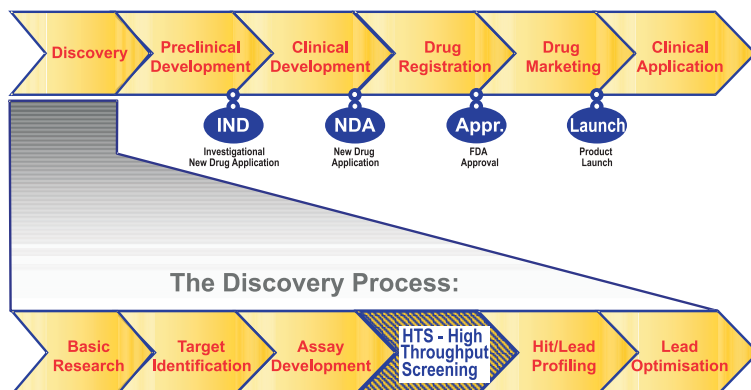 Discovery
Preclinical
Development
Clinical
Development
Drug
Registration
Drug
Marketing
Clinical
Application
IND
Investigational
New Drug Application
NDA
New Drug
Application
Appr.
FDA
Approval
Launch
Product
Launch
The Discovery Process:
Basic
Research
Target
Identification
Assay
Development
HTS - High
Throughput
Screening
Hit/Lead
Profiling
Lead
Optimisation